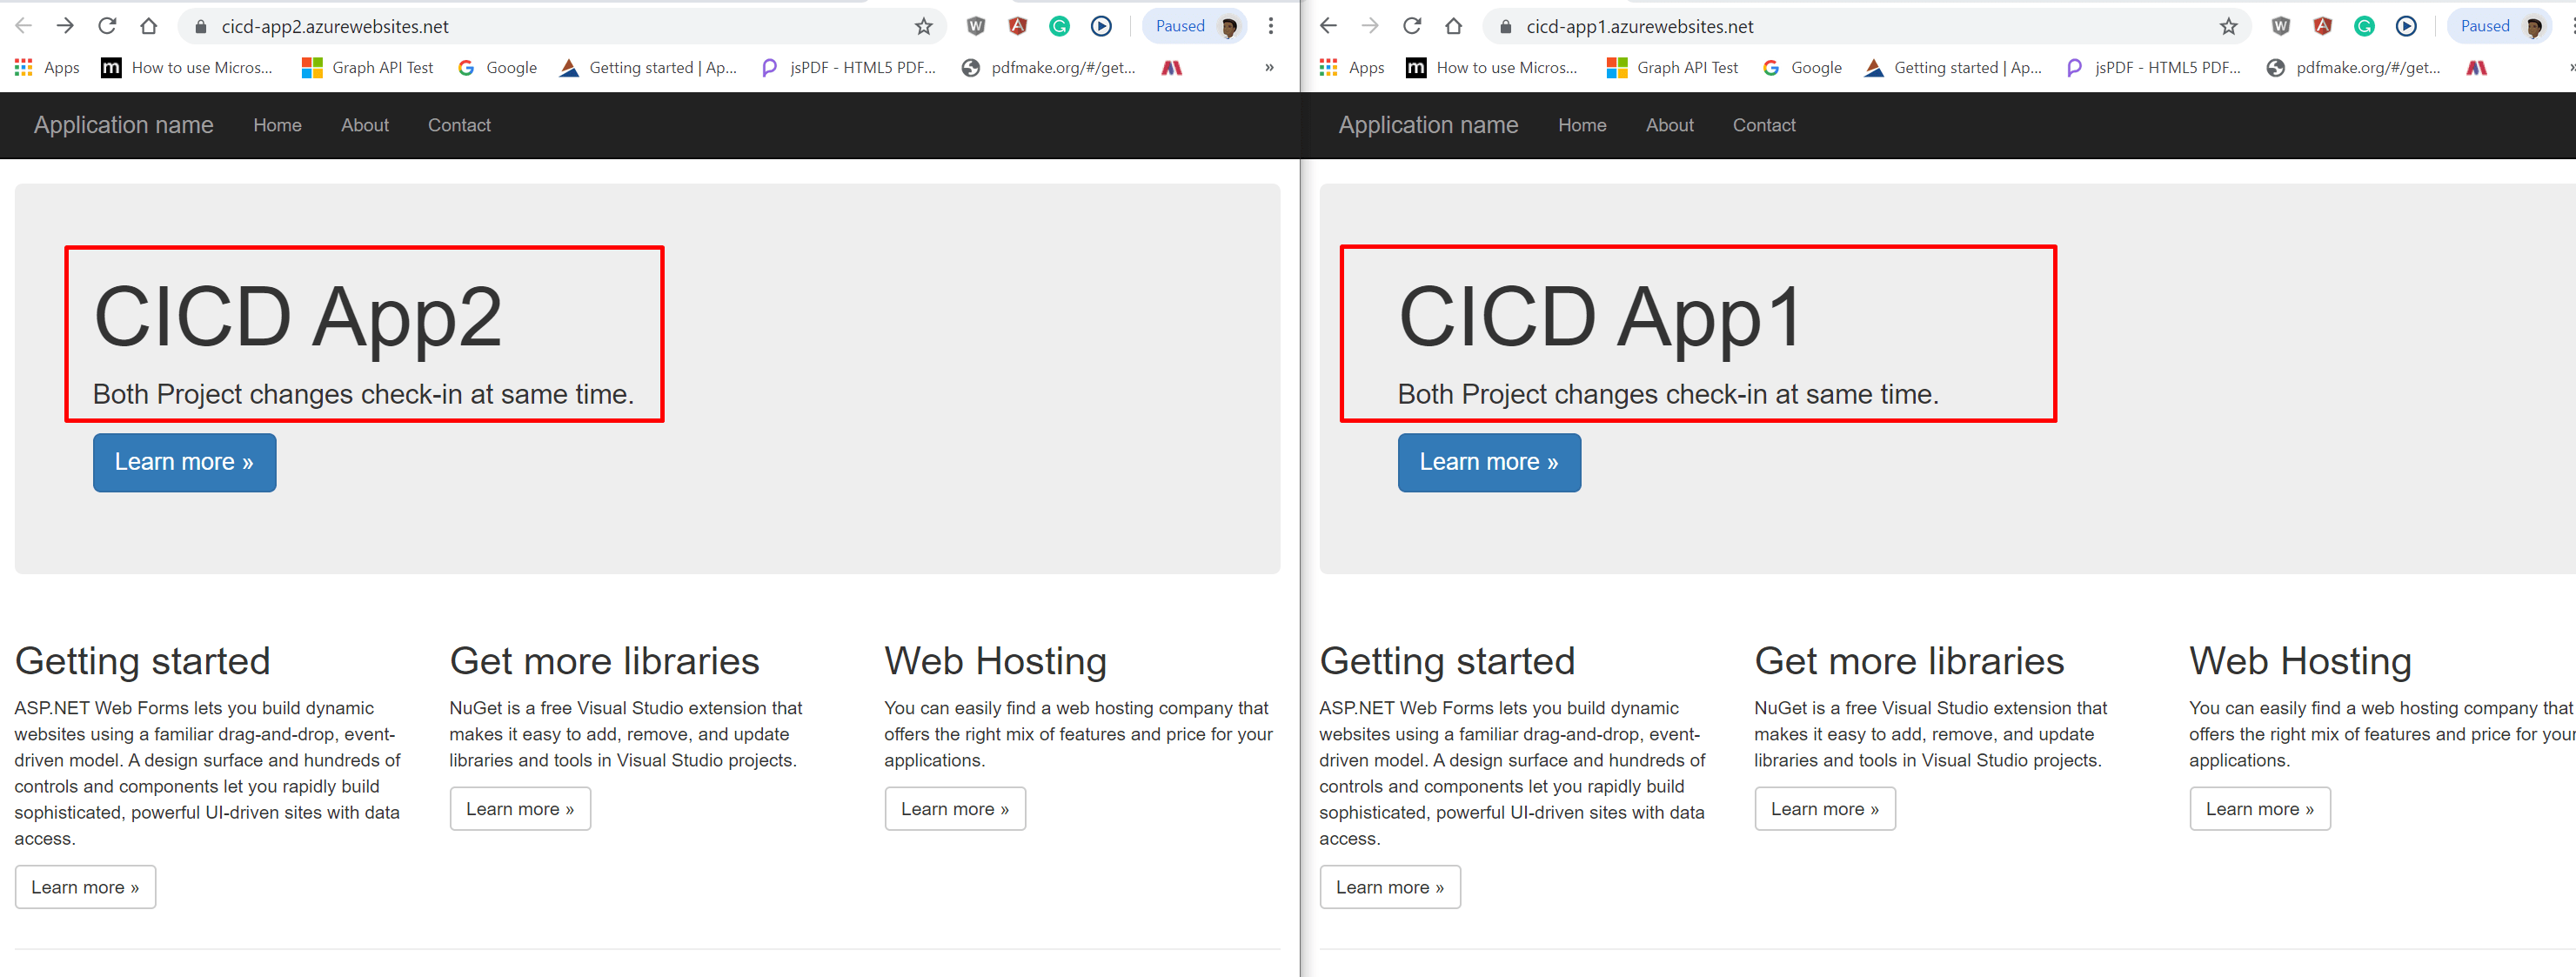 cicd-app2.azurewebsites.net
Paused
Apps
How to use Micros...
Graph API Test
Google
Getting started | Ap...
jsPDF - HTML5 PDF...
pdfmake.org/#/get...
»
Application name
Home
About
Contact
CICD App2
Both Project changes check-in at same time.
Learn more »
Getting started
ASP.NET Web Forms lets you build dynamic
websites using a familiar drag-and-drop, event-
driven model. A design surface and hundreds of
controls and components let you rapidly build
sophisticated, powerful UI-driven sites with data
access.
Learn more »
Get more libraries
NuGet is a free Visual Studio extension that
makes it easy to add, remove, and update
libraries and tools in Visual Studio projects.
Learn more »
Web Hosting
You can easily find a web hosting company that
offers the right mix of features and price for your
applications.
Learn more »
cicd-app1.azurewebsites.net
Paused
Apps
How to use Micros...
Graph API Test
Google
Getting started | Ap...
jsPDF - HTML5 PDF...
pdfmake.org/#/get...
»
Application name
Home
About
Contact
CICD App1
Both Project changes check-in at same time.
Learn more »
Getting started
ASP.NET Web Forms lets you build dynamic
websites using a familiar drag-and-drop, event-
driven model. A design surface and hundreds of
controls and components let you rapidly build
sophisticated, powerful UI-driven sites with data
access.
Learn more »
Get more libraries
NuGet is a free Visual Studio extension that
makes it easy to add, remove, and update
libraries and tools in Visual Studio projects.
Learn more »
Web Hosting
You can easily find a web hosting company that
offers the right mix of features and price for your
applications.
Learn more »